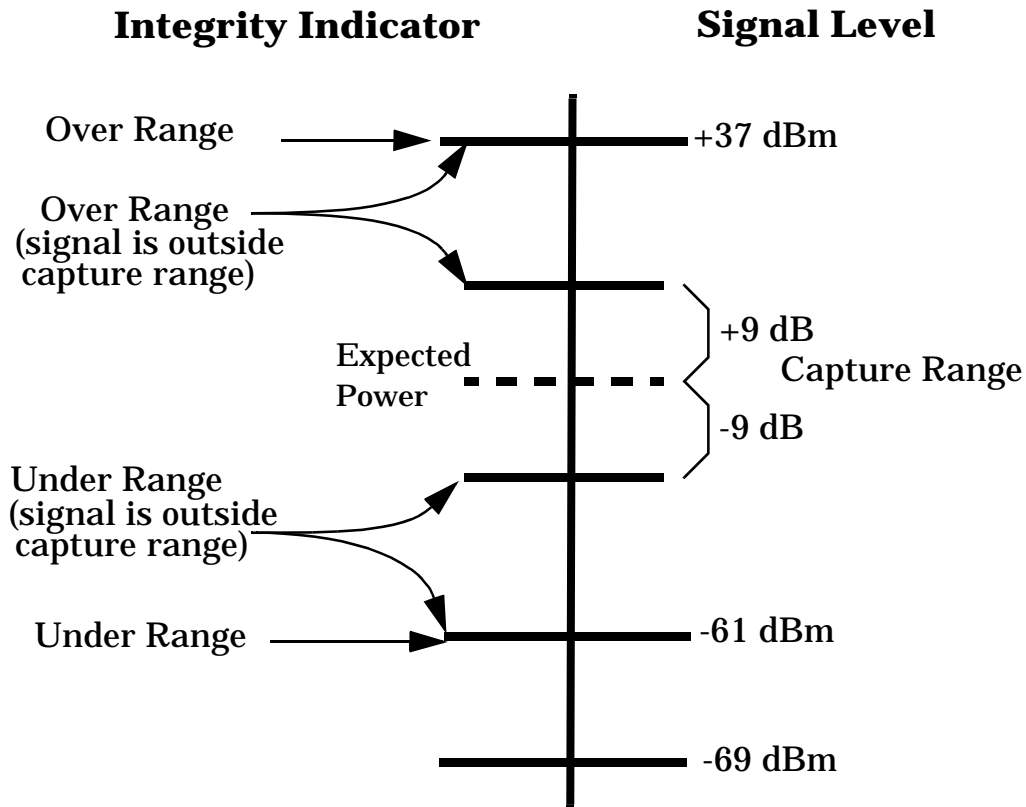 Integrity Indicator
Signal Level
Over Range
+37 dBm
Over Range
(signal is outside
capture range)
+9 dB
Expected
Power
Capture Range
-9 dB
Under Range
(signal is outside
capture range)
Under Range
-61 dBm
-69 dBm